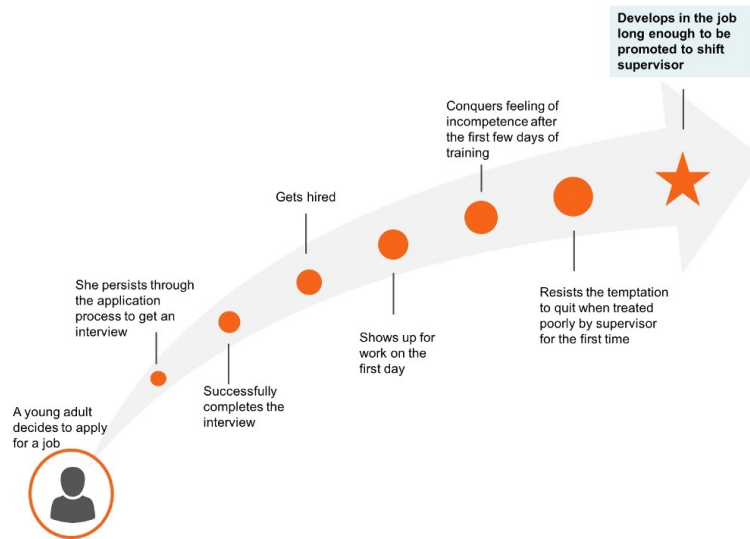 A young adult
decides to apply
for a job
She persists through
the application
process to get an
interview
Successfully
completes the
interview
Gets hired
Shows up for
work on the
first day
Conquers feeling of
incompetence after
the first few days of
training
Resists the temptation
to quit when treated
poorly by supervisor
for the first time
Develops in the job
long enough to be
promoted to shift
supervisor